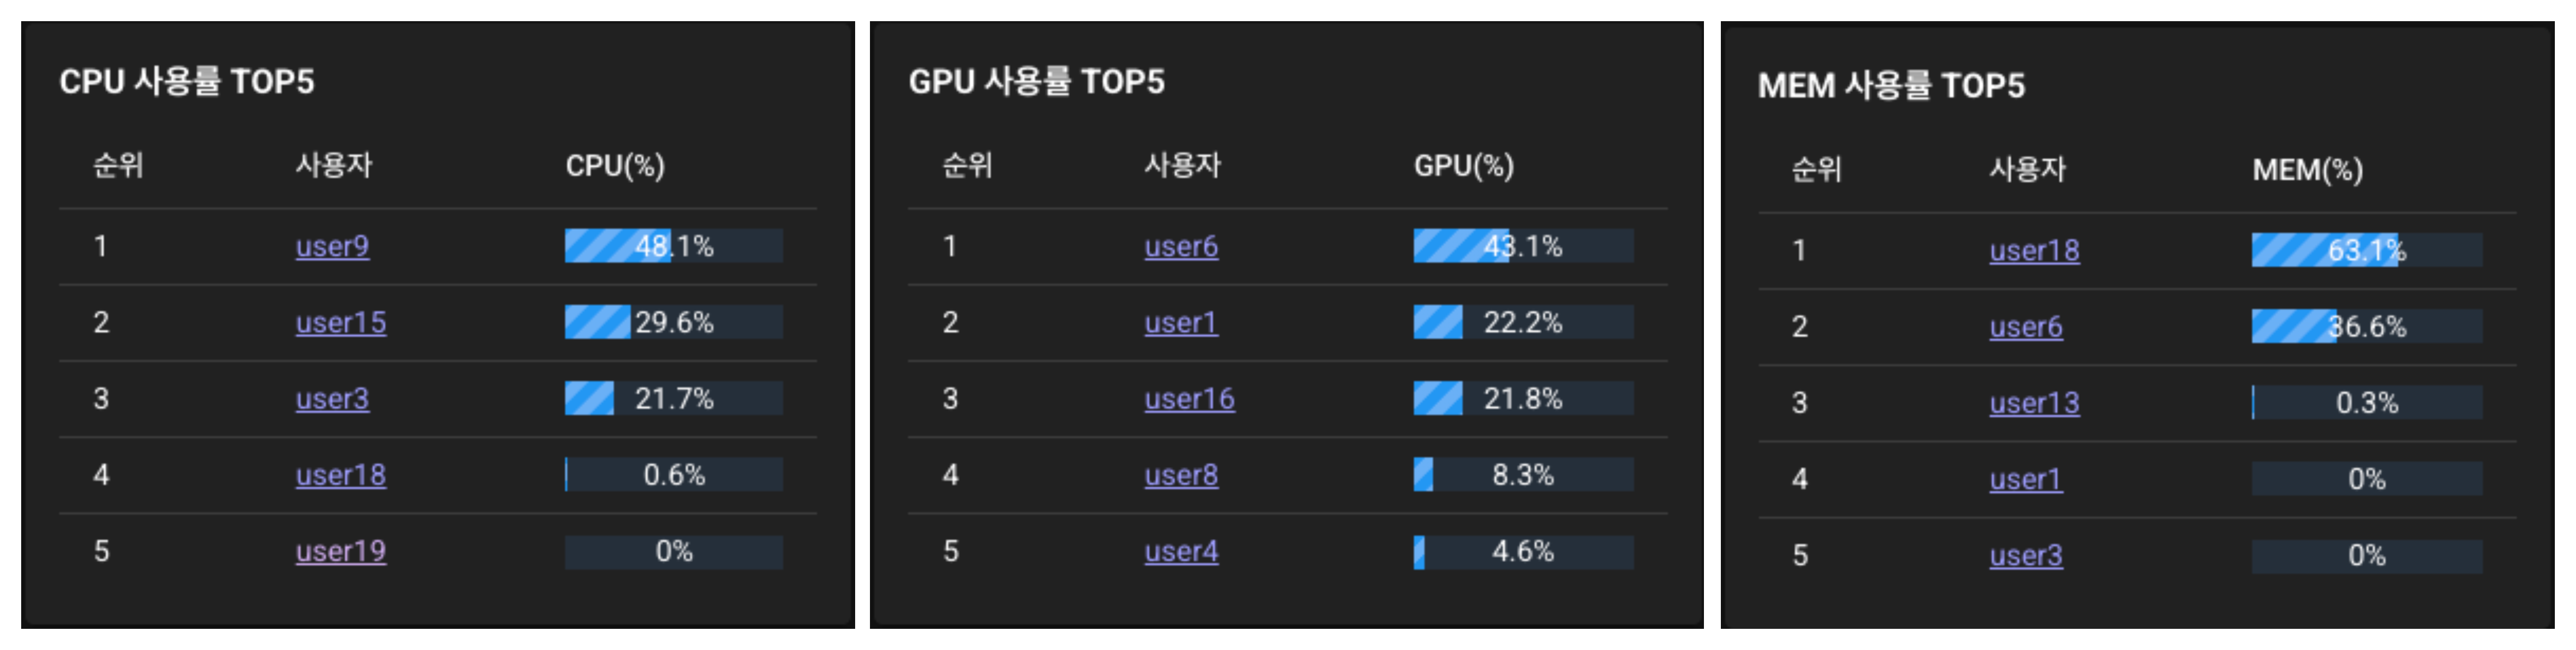 CPU 사용률 TOP5
순위 사용자 CPU(%)
1 user9 48.1%
2 user15 29.6%
3 user3 21.7%
4 user18 0.6%
5 user19 0%
GPU 사용률 TOP5
순위 사용자 GPU(%)
1 user6 43.1%
2 user1 22.2%
3 user16 21.8%
4 user8 8.3%
5 user4 4.6%
MEM 사용률 TOP5
순위 사용자 MEM(%)
1 user18 63.1%
2 user6 36.6%
3 user13 0.3%
4 user1 0%
5 user3 0%